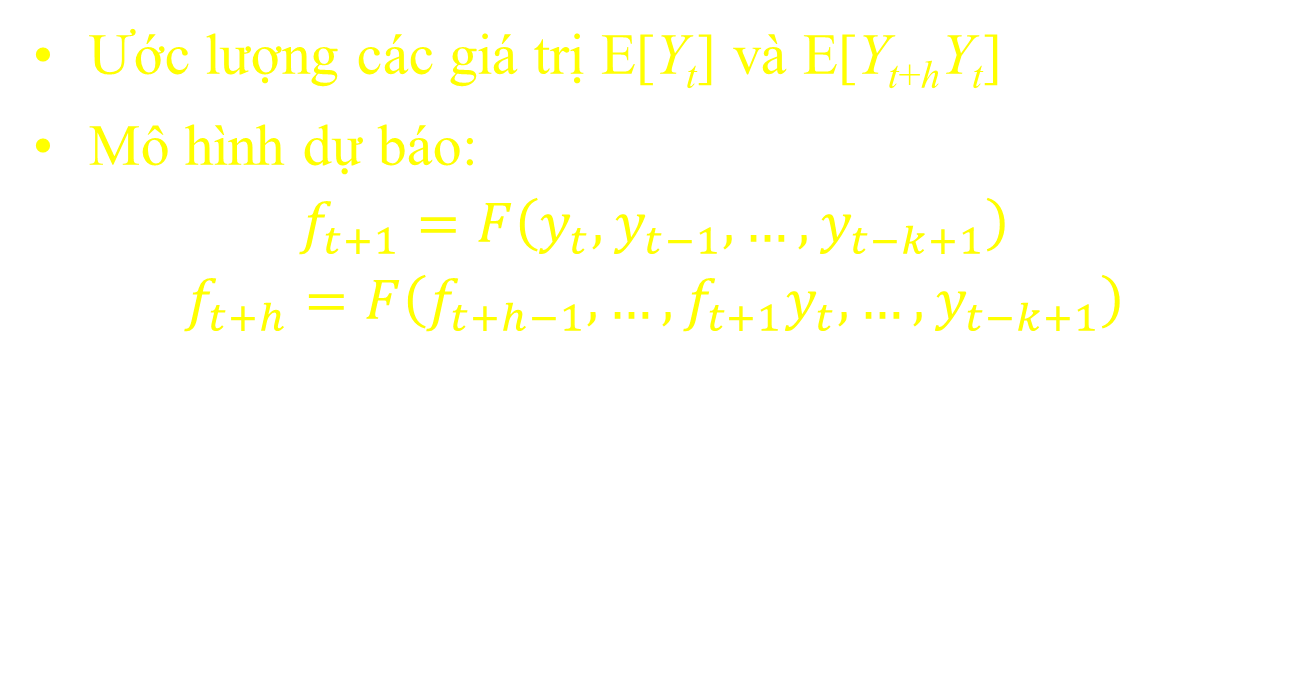 • Ước lượng các giá trị E[Yₜ] và E[Yₜ₊ₕYₜ]
• Mô hình dự báo:
𝑓ₜ₊₁ = 𝐹(𝑦ₜ, 𝑦ₜ₋₁, … , 𝑦ₜ₋ₖ₊₁)
𝑓ₜ₊ₕ = 𝐹(𝑓ₜ₊ₕ₋₁, … , 𝑓ₜ₊₁𝑦ₜ, … , 𝑦ₜ₋ₖ₊₁)